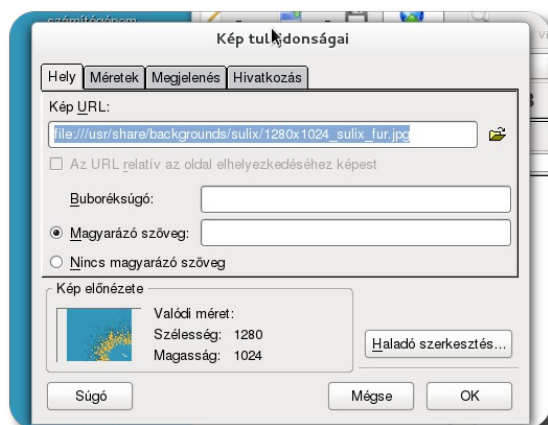 számítógépem
Kép tulajdonságai
Hely Méretek Megjelenés Hivatkozás
Kép URL:
file:///usr/share/backgrounds/sulix/1280x1024_sulix_fur.jpg
Az URL relatív az oldal elhelyezkedéséhez képest
Buboréksúgó:
Magyarázó szöveg:
Nincs magyarázó szöveg
Kép előnézete
Valódi méret:
Szélesség: 1280
Magasság: 1024
Haladó szerkesztés...
Súgó Mégse OK